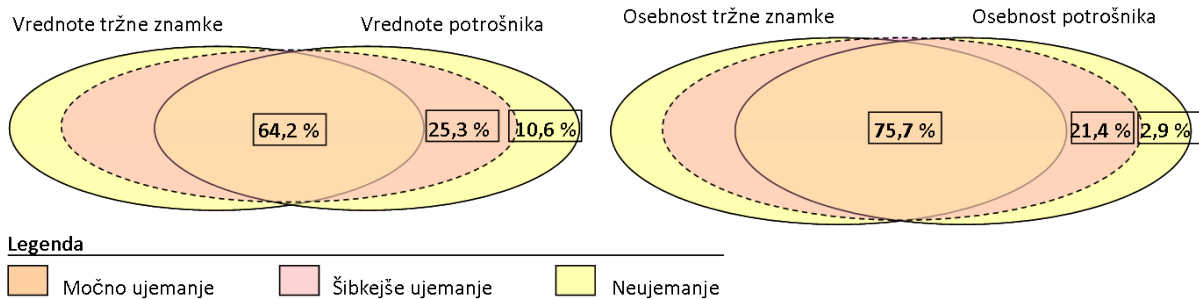 Vrednote tržne znamke
Vrednote potrošnika
64,2 %
25,3 %
10,6 %
Osebnost tržne znamke
Osebnost potrošnika
75,7 %
21,4 %
2,9 %
Legenda
Močno ujemanje
Šibkejše ujemanje
Neujemanje